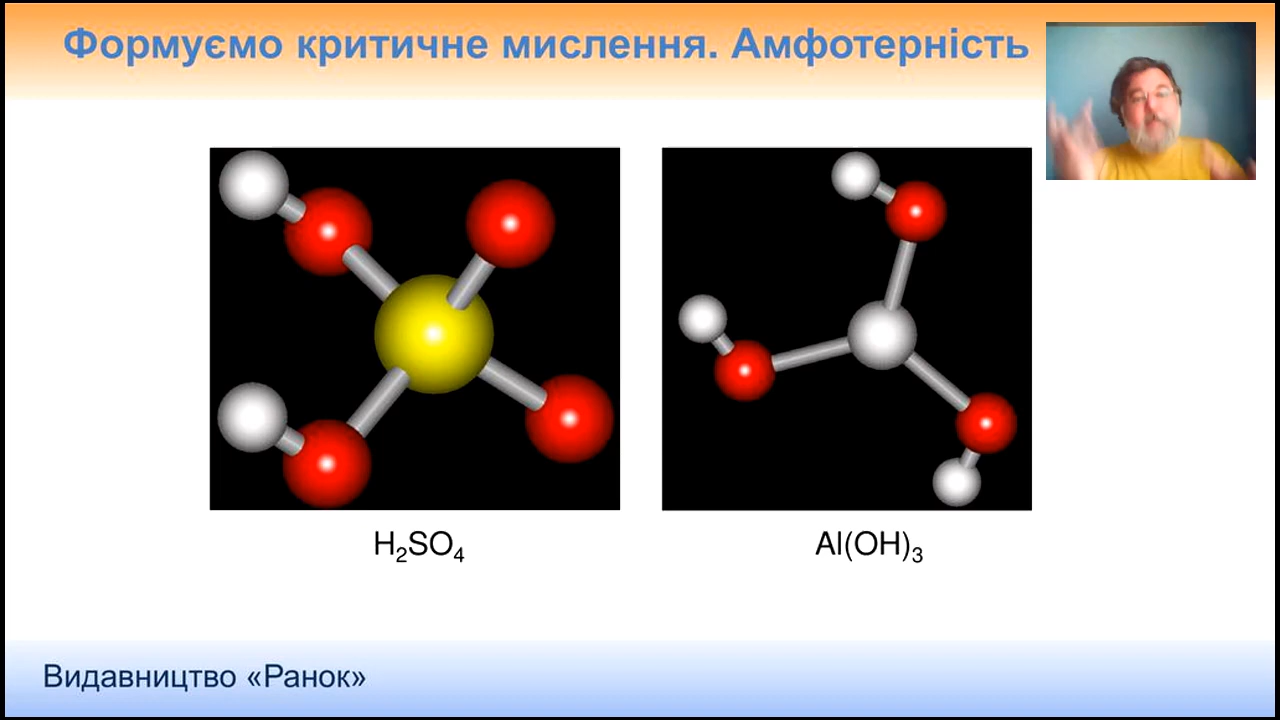 Формуємо критичне мислення. Амфотерність
H₂SO₄
Al(OH)₃
Видавництво «Ранок»